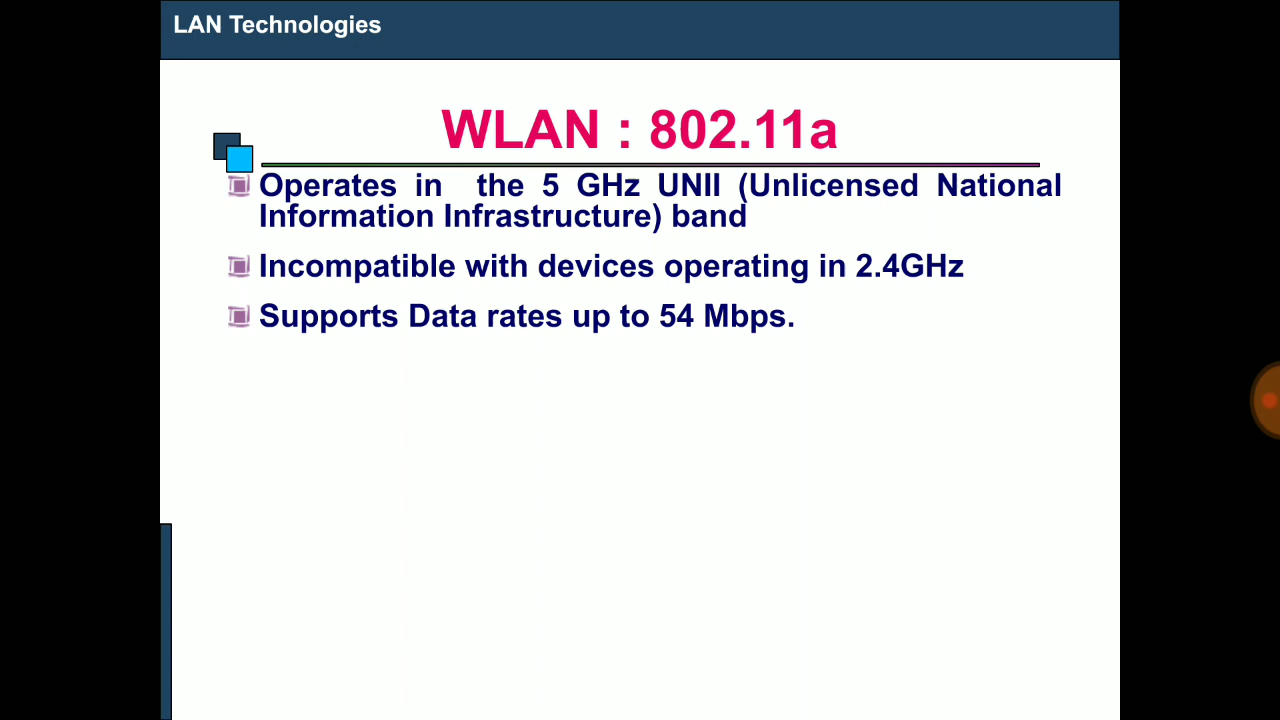 LAN Technologies
WLAN : 802.11a
Operates in the 5 GHz UNII (Unlicensed National
Information Infrastructure) band
Incompatible with devices operating in 2.4GHz
Supports Data rates up to 54 Mbps.